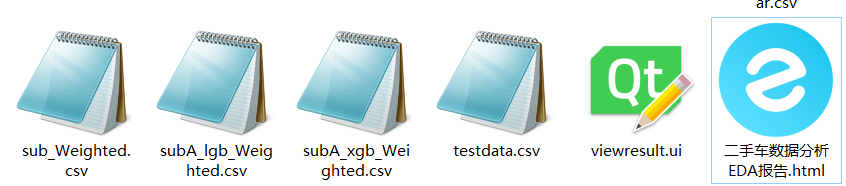 ar.csv
sub_Weighted.
csv
subA_lgb_Weig
hted.csv
subA_xgb_Wei
ghted.csv
testdata.csv
Qt
viewresult.ui
二手车数据分析
EDA报告.html